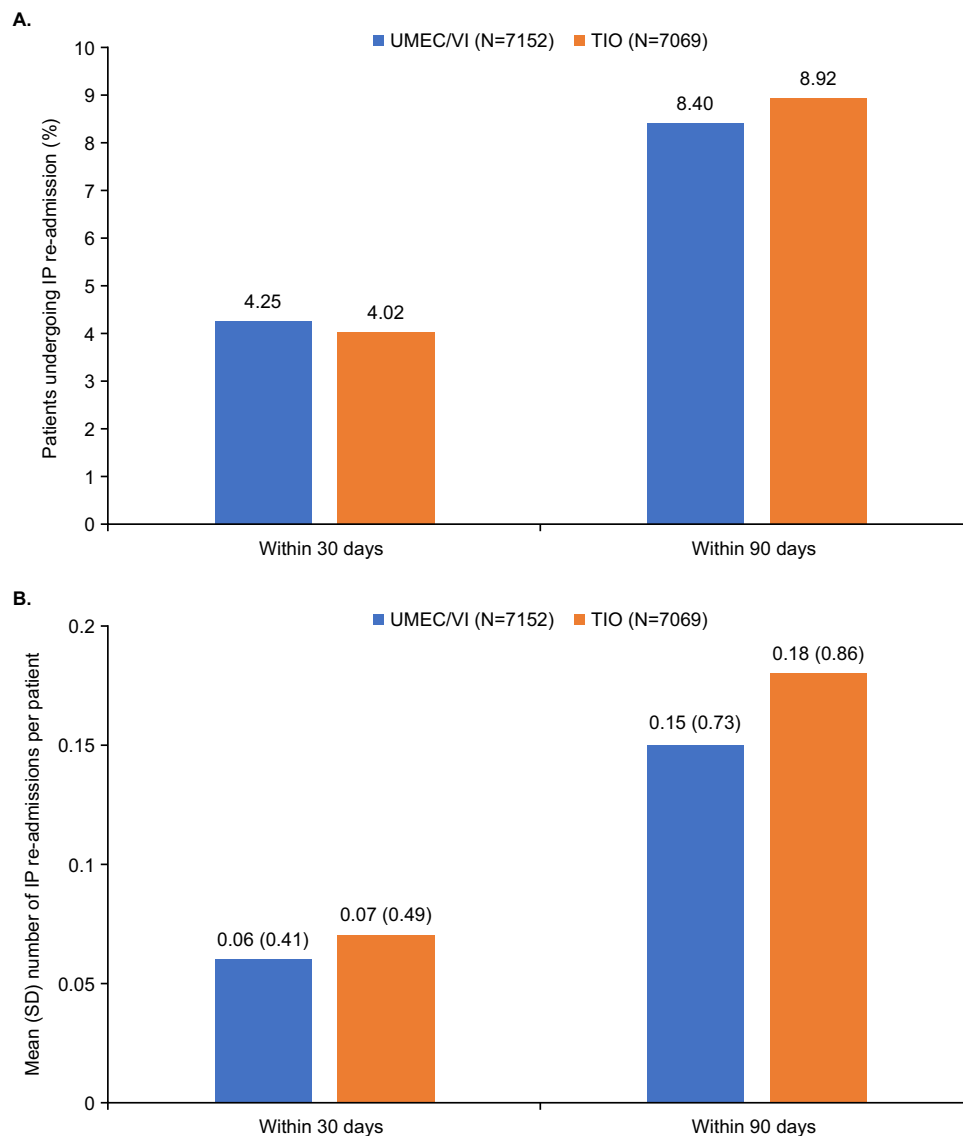 A.
UMEC/VI (N=7152) TIO (N=7069)
Patients undergoing IP re-admission (%)
10
9
8
7
6
5
4
3
2
1
0
4.25
4.02
8.40
8.92
Within 30 days
Within 90 days
B.
UMEC/VI (N=7152) TIO (N=7069)
Mean (SD) number of IP re-admissions per patient
0.2
0.15
0.1
0.05
0
0.06 (0.41)
0.07 (0.49)
0.15 (0.73)
0.18 (0.86)
Within 30 days
Within 90 days